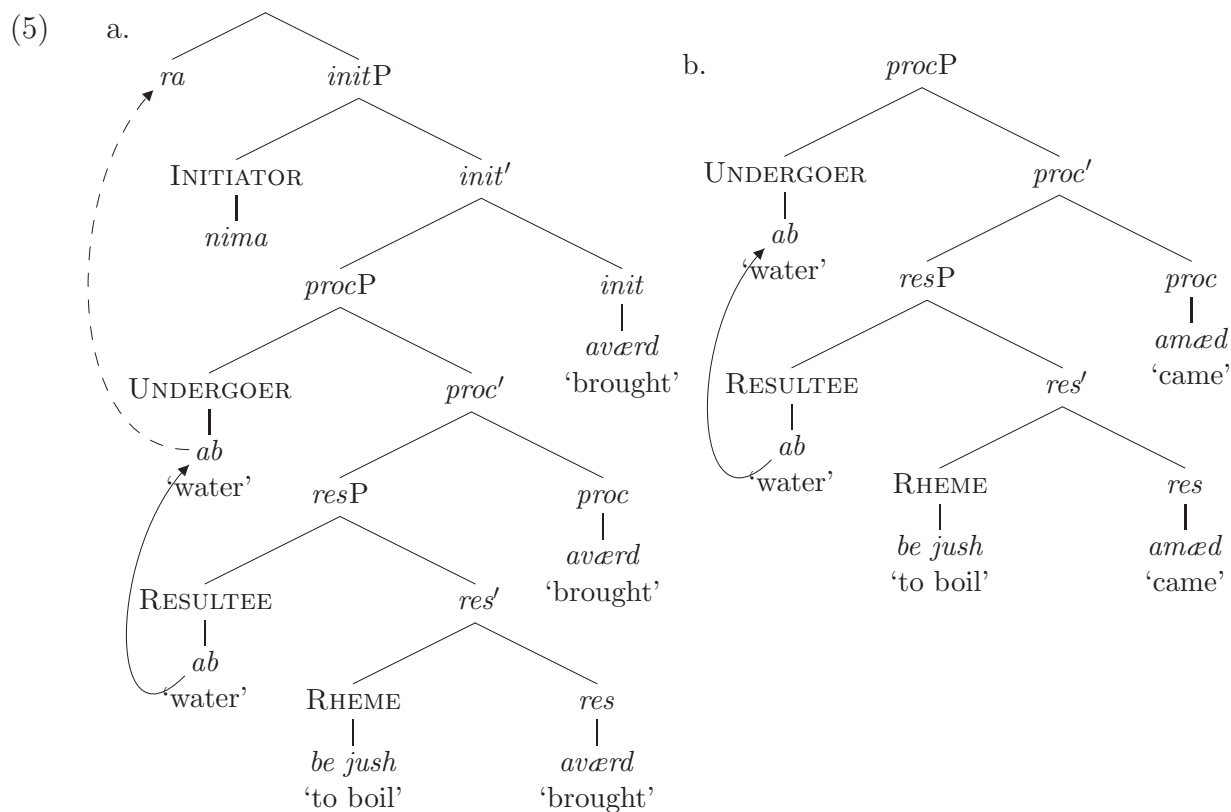 (5) a.
ra initP
INITIATOR init′
nima
procP init
aværd
‘brought’
UNDERGOER proc′
ab
‘water’
resP proc
aværd
‘brought’
RESULTEE res′
ab
‘water’
RHEME res
be jush aværd
‘to boil’ ‘brought’
b.
procP
UNDERGOER proc′
ab
‘water’
resP proc
amæd
‘came’
RESULTEE res′
ab
‘water’
RHEME res
be jush amæd
‘to boil’ ‘came’